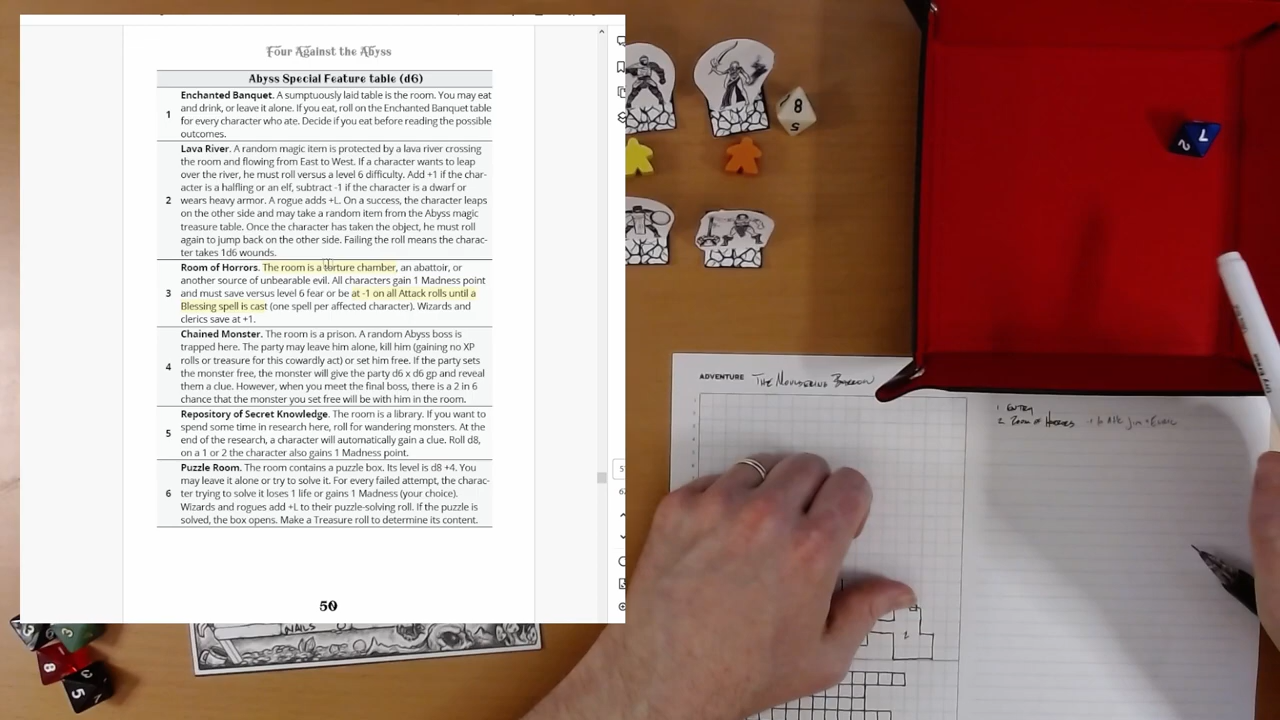 Four Against the Abyss
Abyss Special Feature table (d6)
1
Enchanted Banquet. A sumptuously laid table is the room. You may eat
and drink, or leave it alone. If you eat, roll on the Enchanted Banquet table
for every character who ate. Decide if you eat before reading the possible
outcomes.
2
Lava River. A random magic item is protected by a lava river crossing
the room and flowing from East to West. If a character wants to leap
over the river, he must roll versus a level 6 difficulty. Add +1 if the char-
acter is a halfling or an elf, subtract -1 if the character is a dwarf or
wears heavy armor. A rogue adds +L. On a success, the character leaps
on the other side and may take a random item from the Abyss magic
treasure table. Once the character has taken the object, he must roll
again to jump back on the other side. Failing the roll means the charac-
ter takes 1d6 wounds.
3
Room of Horrors. The room is a torture chamber, an abattoir, or
another source of unbearable evil. All characters gain 1 Madness point
and must save versus level 6 fear or be at -1 on all Attack rolls until a
Blessing spell is cast (one spell per affected character). Wizards and
clerics save at +1.
4
Chained Monster. The room is a prison. A random Abyss boss is
trapped here. The party may leave him alone, kill him (gaining no XP
rolls or treasure for this cowardly act) or set him free. If the party sets
the monster free, the monster will give the party d6 x d6 gp and reveal
them a clue. However, when you meet the final boss, there is a 2 in 6
chance that the monster you set free will be with him in the room.
5
Repository of Secret Knowledge. The room is a library. If you want to
spend some time in research here, roll for wandering monsters. At the
end of the research, a character will automatically gain a clue. Roll d8,
on a 1 or 2 the character also gains 1 Madness point.
6
Puzzle Room. The room contains a puzzle box. Its level is d8 +4. You
may leave it alone or try to solve it. For every failed attempt, the charac-
ter trying to solve it loses 1 life or gains 1 Madness (your choice).
Wizards and rogues add +L to their puzzle-solving roll. If the puzzle is
solved, the box opens. Make a Treasure roll to determine its content.
50
8
5
7
2
ADVENTURE The Mouldering Barrow
1 Entry
2 Room of Horrors
NAILS
3
8
3
5